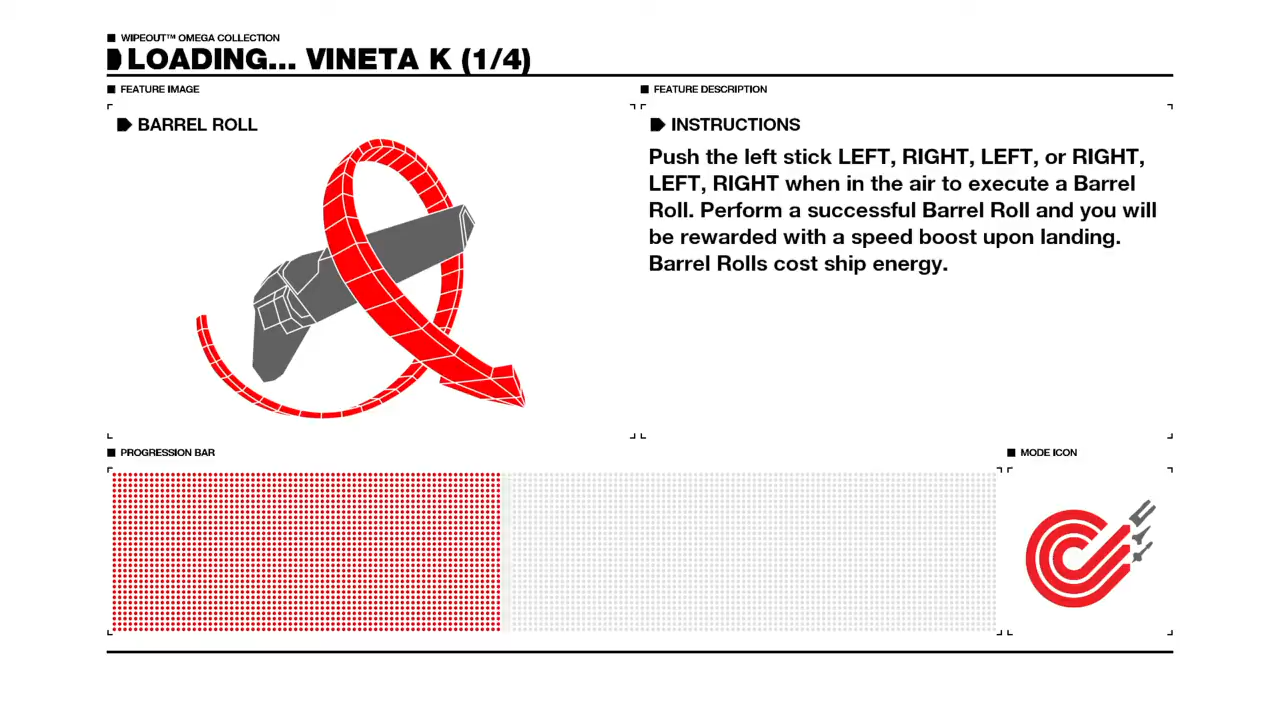 WIPEOUT™ OMEGA COLLECTION
LOADING... VINETA K (1/4)
FEATURE IMAGE
BARREL ROLL
FEATURE DESCRIPTION
INSTRUCTIONS
Push the left stick LEFT, RIGHT, LEFT, or RIGHT,
LEFT, RIGHT when in the air to execute a Barrel
Roll. Perform a successful Barrel Roll and you will
be rewarded with a speed boost upon landing.
Barrel Rolls cost ship energy.
PROGRESSION BAR
MODE ICON